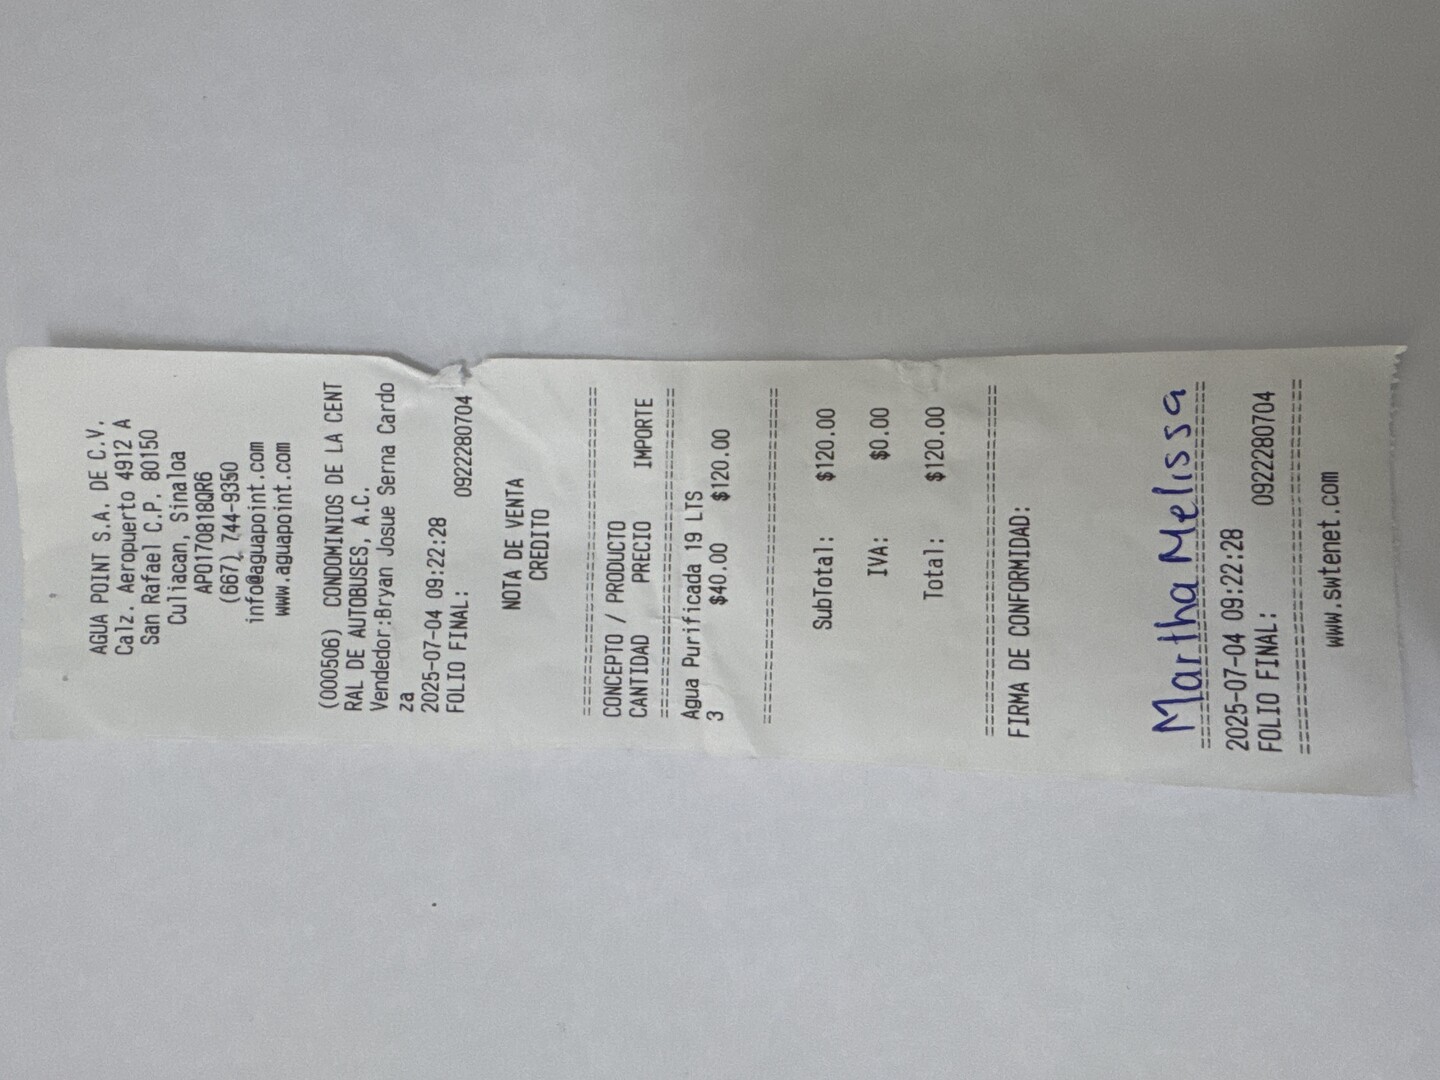 AGUA POINT S.A. DE C.V.
Calz. Aeropuerto 4912 A
San Rafael C.P. 80150
Culiacan, Sinaloa
APO170818QR6
(667) 744-9350
info@aguapoint.com
www.aguapoint.com
(000506) CONDOMINIOS DE LA CENT
RAL DE AUTOBUSES, A.C.
Vendedor:Bryan Josue Serna Cardo
za
2025-07-04 09:22:28
FOLIO FINAL: 0922280704
NOTA DE VENTA
CREDITO
================================
CONCEPTO / PRODUCTO
CANTIDAD PRECIO IMPORTE
================================
Agua Purificada 19 LTS
3 $40.00 $120.00
================================
SubTotal: $120.00
IVA: $0.00
Total: $120.00
================================
FIRMA DE CONFORMIDAD:
Martha Melissa
================================
2025-07-04 09:22:28
FOLIO FINAL: 0922280704
================================
www.swtenet.com